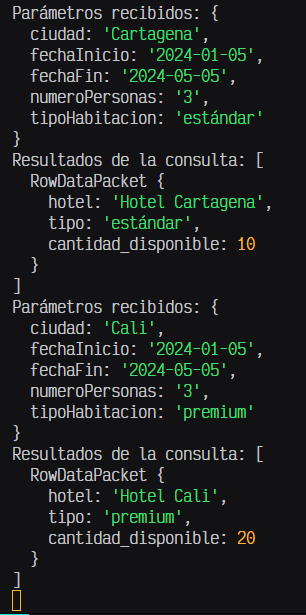 Parámetros recibidos: {
  ciudad: 'Cartagena',
  fechaInicio: '2024-01-05',
  fechaFin: '2024-05-05',
  numeroPersonas: '3',
  tipoHabitacion: 'estándar'
}
Resultados de la consulta: [
  RowDataPacket {
    hotel: 'Hotel Cartagena',
    tipo: 'estándar',
    cantidad_disponible: 10
  }
]
Parámetros recibidos: {
  ciudad: 'Cali',
  fechaInicio: '2024-01-05',
  fechaFin: '2024-05-05',
  numeroPersonas: '3',
  tipoHabitacion: 'premium'
}
Resultados de la consulta: [
  RowDataPacket {
    hotel: 'Hotel Cali',
    tipo: 'premium',
    cantidad_disponible: 20
  }
]